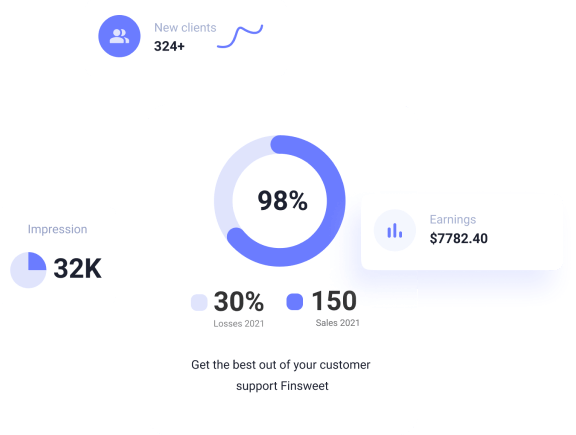 New clients
324+
98%
Earnings
$7782.40
Impression
32K
30%
Losses 2021
150
Sales 2021
Get the best out of your customer
support Finsweet